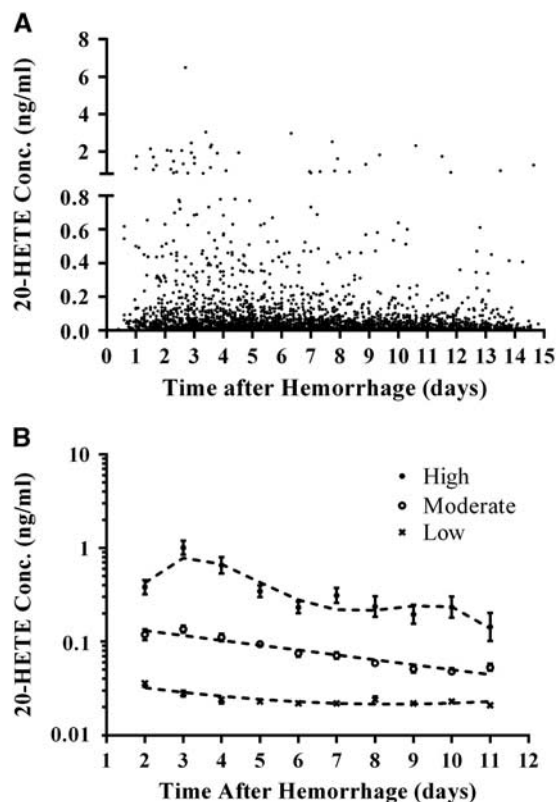 A
20-HETE Conc. (ng/ml)
8
6
4
2
0.8
0.6
0.4
0.2
0.0
0 1 2 3 4 5 6 7 8 9 10 11 12 13 14 15
Time after Hemorrhage (days)
B
20-HETE Conc. (ng/ml)
10
1
0.1
0.01
High
Moderate
Low
1 2 3 4 5 6 7 8 9 10 11 12
Time After Hemorrhage (days)